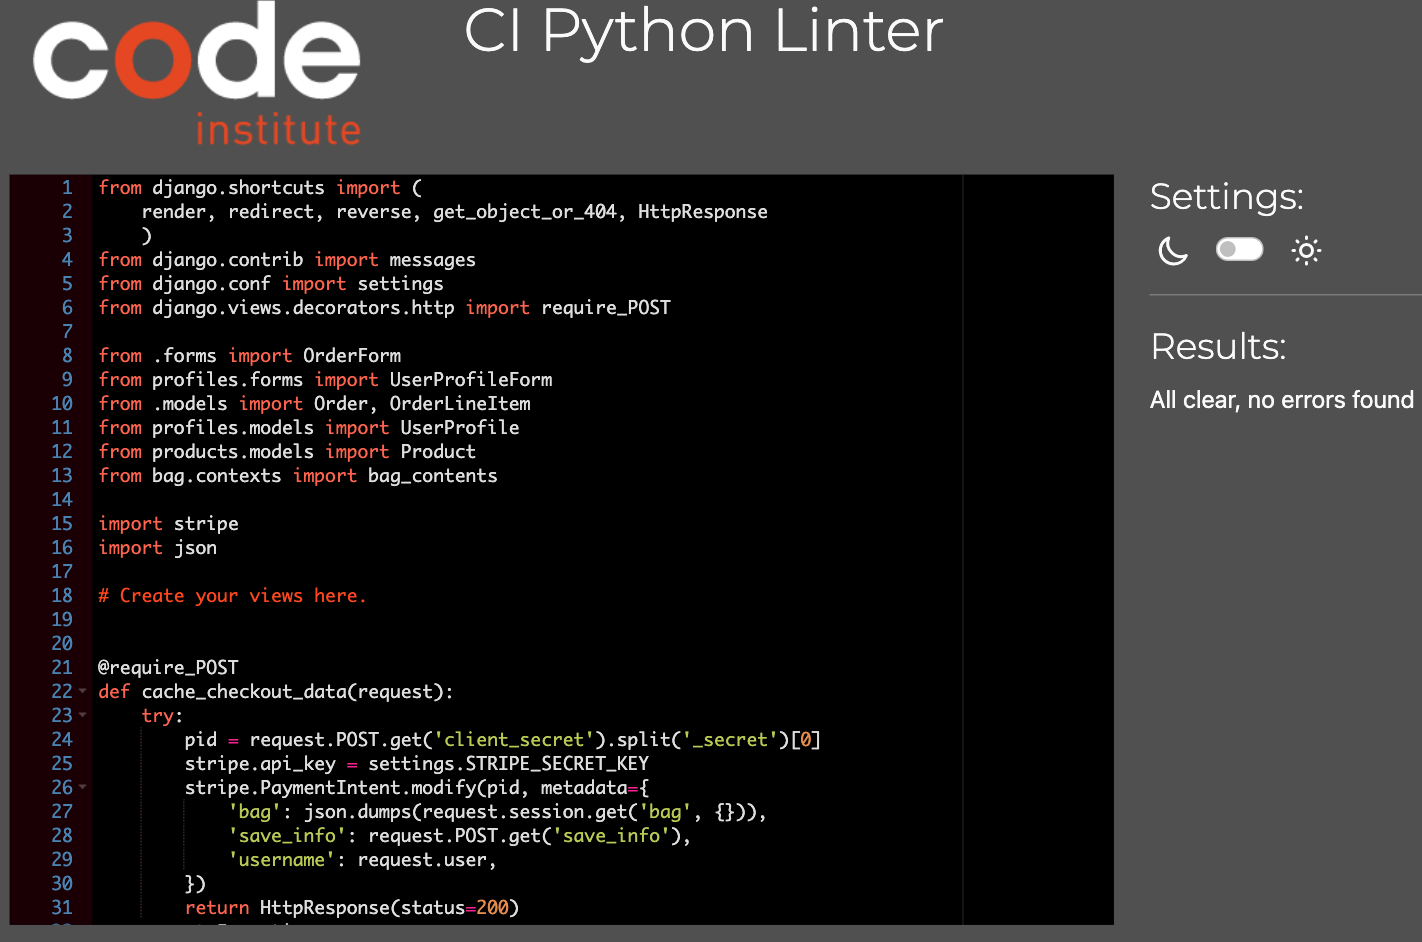 code
institute
CI Python Linter
1 from django.shortcuts import (
2     render, redirect, reverse, get_object_or_404, HttpResponse
3     )
4 from django.contrib import messages
5 from django.conf import settings
6 from django.views.decorators.http import require_POST
7
8 from .forms import OrderForm
9 from profiles.forms import UserProfileForm
10 from .models import Order, OrderLineItem
11 from profiles.models import UserProfile
12 from products.models import Product
13 from bag.contexts import bag_contents
14
15 import stripe
16 import json
17
18 # Create your views here.
19
20
21 @require_POST
22 def cache_checkout_data(request):
23     try:
24         pid = request.POST.get('client_secret').split('_secret')[0]
25         stripe.api_key = settings.STRIPE_SECRET_KEY
26         stripe.PaymentIntent.modify(pid, metadata={
27             'bag': json.dumps(request.session.get('bag', {})),
28             'save_info': request.POST.get('save_info'),
29             'username': request.user,
30         })
31         return HttpResponse(status=200)
Settings:
Results:
All clear, no errors found